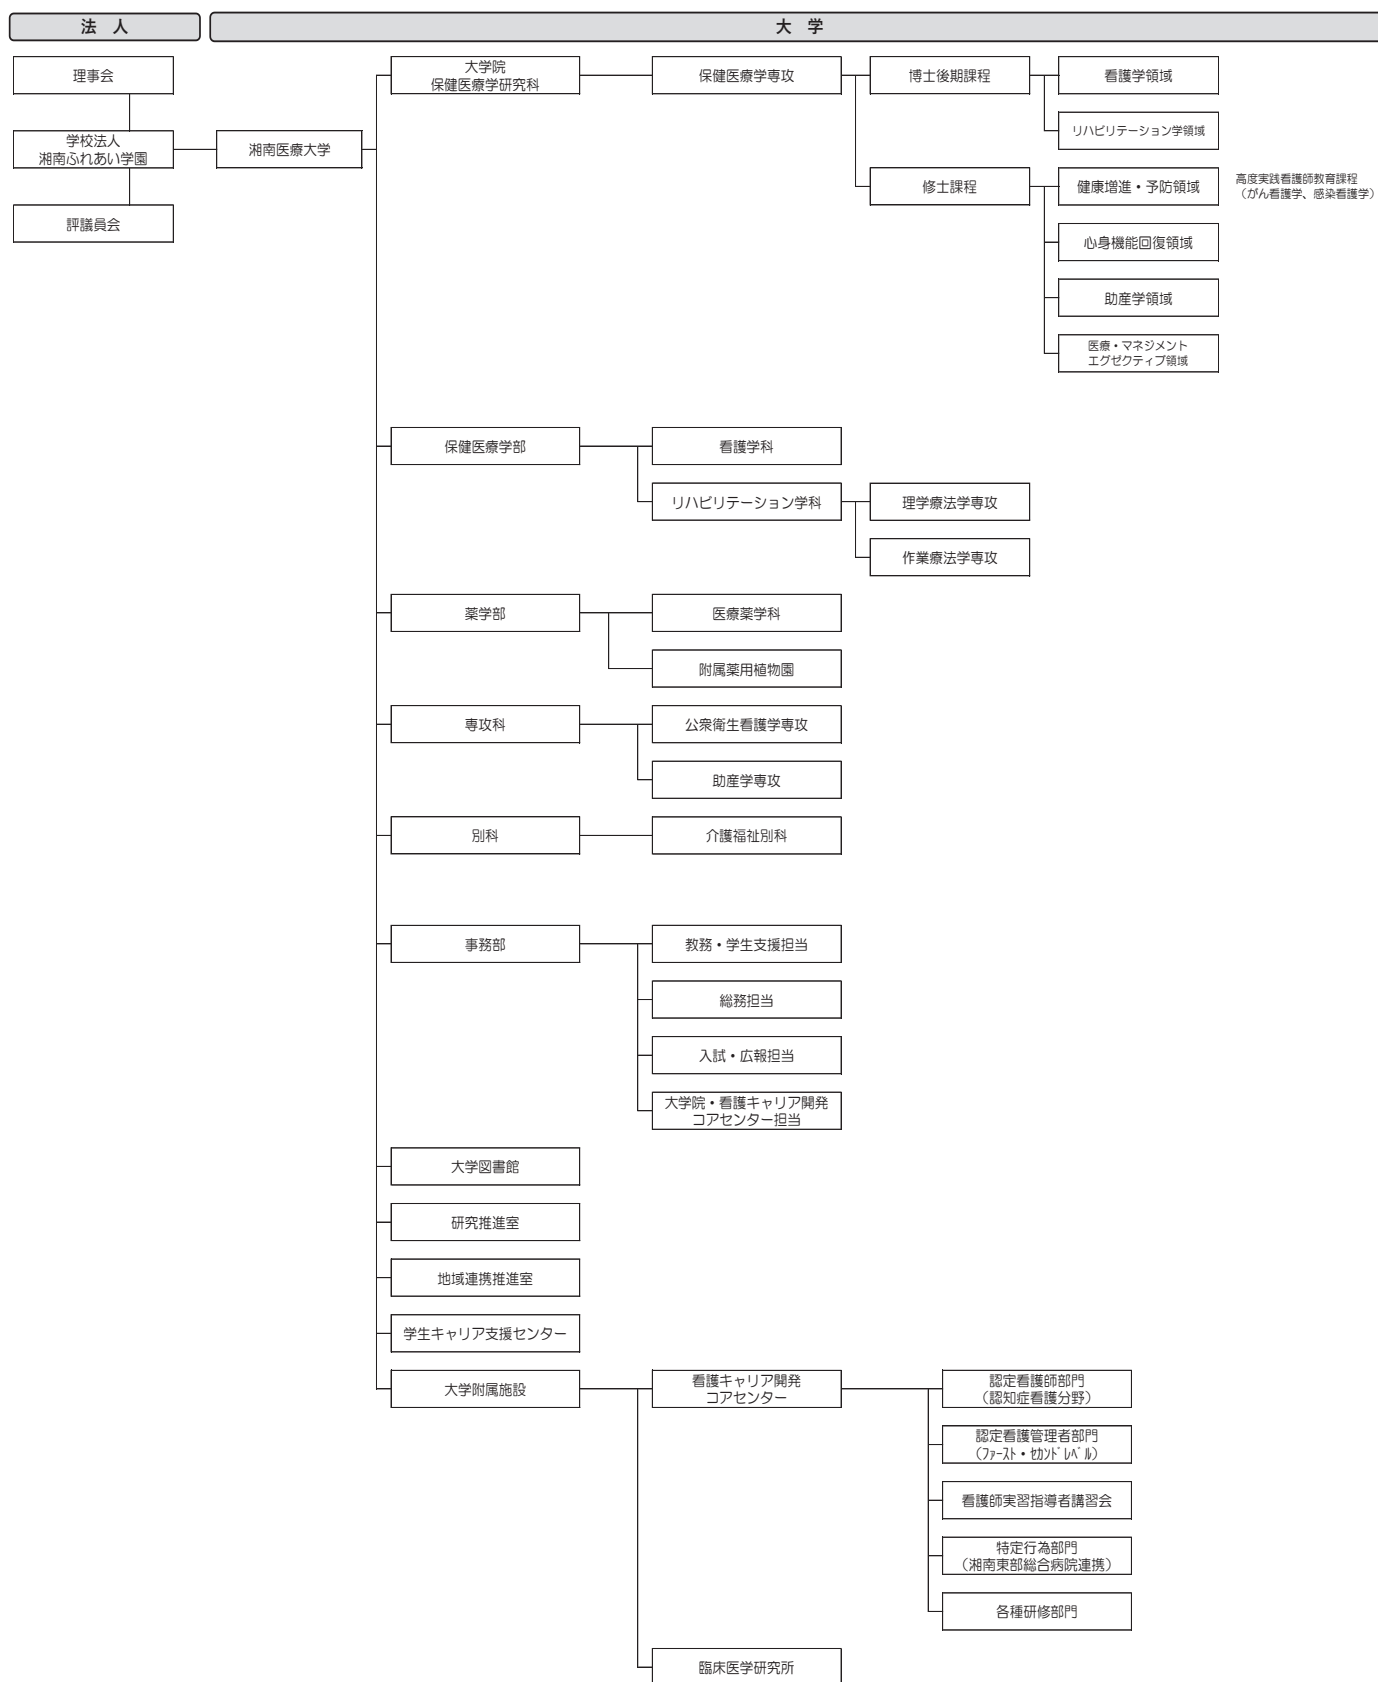 法　人
大　学
理事会
学校法人
湘南ふれあい学園
評議員会
湘南医療大学
大学院
保健医療学研究科
保健医療学専攻
博士後期課程
看護学領域
リハビリテーション学領域
修士課程
健康増進・予防領域
高度実践看護師教育課程
（がん看護学、感染看護学）
心身機能回復領域
助産学領域
医療・マネジメント
エグゼクティブ領域
保健医療学部
看護学科
リハビリテーション学科
理学療法学専攻
作業療法学専攻
薬学部
医療薬学科
附属薬用植物園
専攻科
公衆衛生看護学専攻
助産学専攻
別科
介護福祉別科
事務部
教務・学生支援担当
総務担当
入試・広報担当
大学院・看護キャリア開発
コアセンター担当
大学図書館
研究推進室
地域連携推進室
学生キャリア支援センター
大学附属施設
看護キャリア開発
コアセンター
認定看護師部門
（認知症看護分野）
認定看護管理者部門
（ﾌｧｰｽﾄ・ｾｶﾝﾄﾞﾚﾍﾞﾙ）
看護師実習指導者講習会
特定行為部門
（湘南東部総合病院連携）
各種研修部門
臨床医学研究所